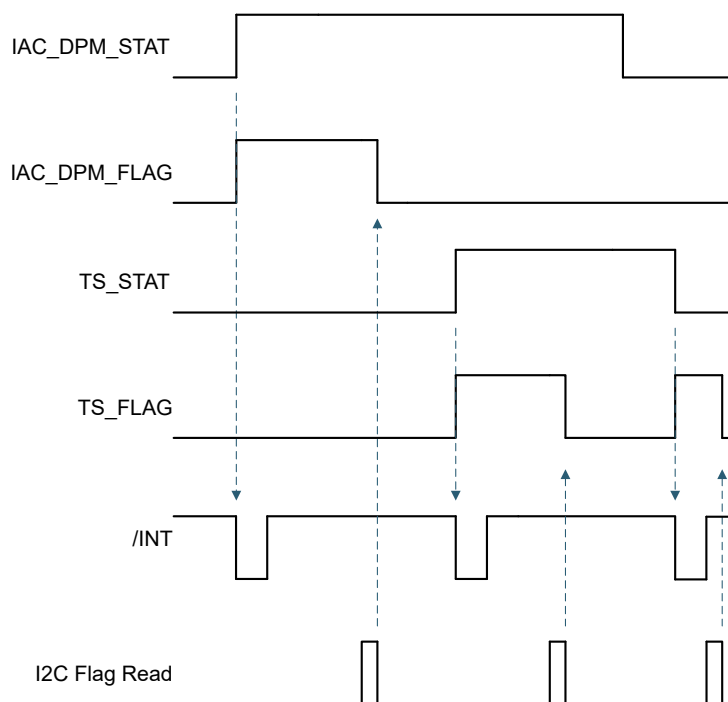 IAC_DPM_STAT
IAC_DPM_FLAG
TS_STAT
TS_FLAG
/INT
I2C Flag Read